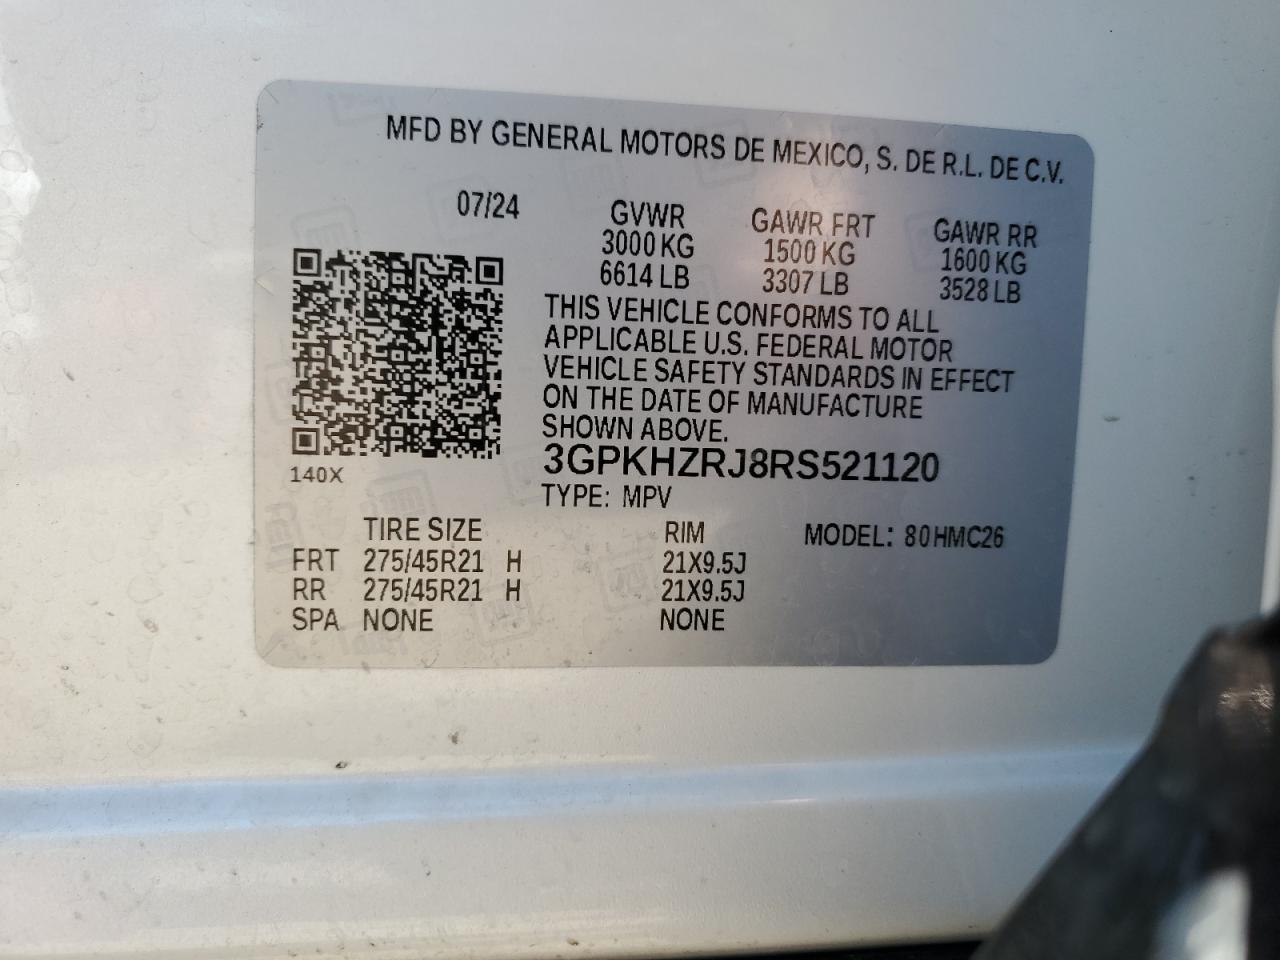 MFD BY GENERAL MOTORS DE MEXICO, S. DE R.L. DE C.V.
07/24 GVWR GAWR FRT GAWR RR
3000 KG 1500 KG 1600 KG
6614 LB 3307 LB 3528 LB
THIS VEHICLE CONFORMS TO ALL
APPLICABLE U.S. FEDERAL MOTOR
VEHICLE SAFETY STANDARDS IN EFFECT
ON THE DATE OF MANUFACTURE
SHOWN ABOVE.
3GPKHZRJ8RS521120
140X
TYPE: MPV
TIRE SIZE RIM MODEL: 80HMC26
FRT 275/45R21 H 21X9.5J
RR 275/45R21 H 21X9.5J
SPA NONE NONE